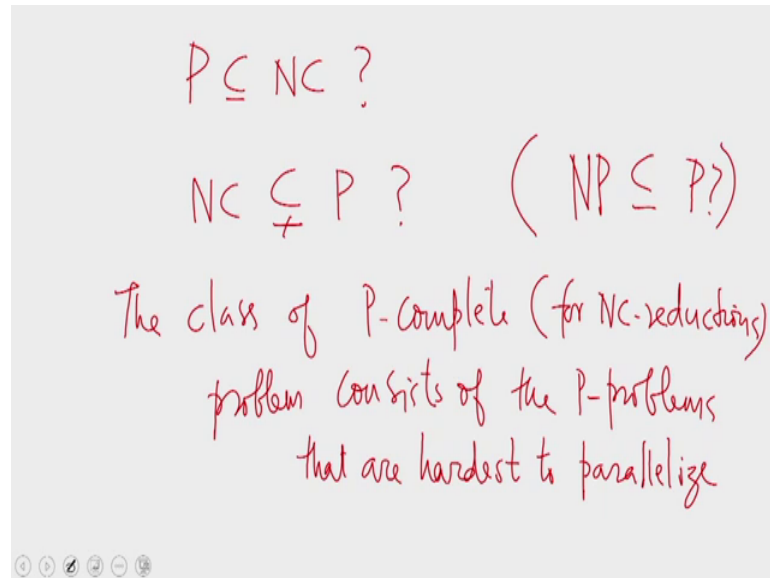 P ⊆ NC ?
NC ⊊ P ? ( NP ⊆ P?)
The class of P-complete (for NC-reductions)
problem consists of the P-problems
that are hardest to parallelize